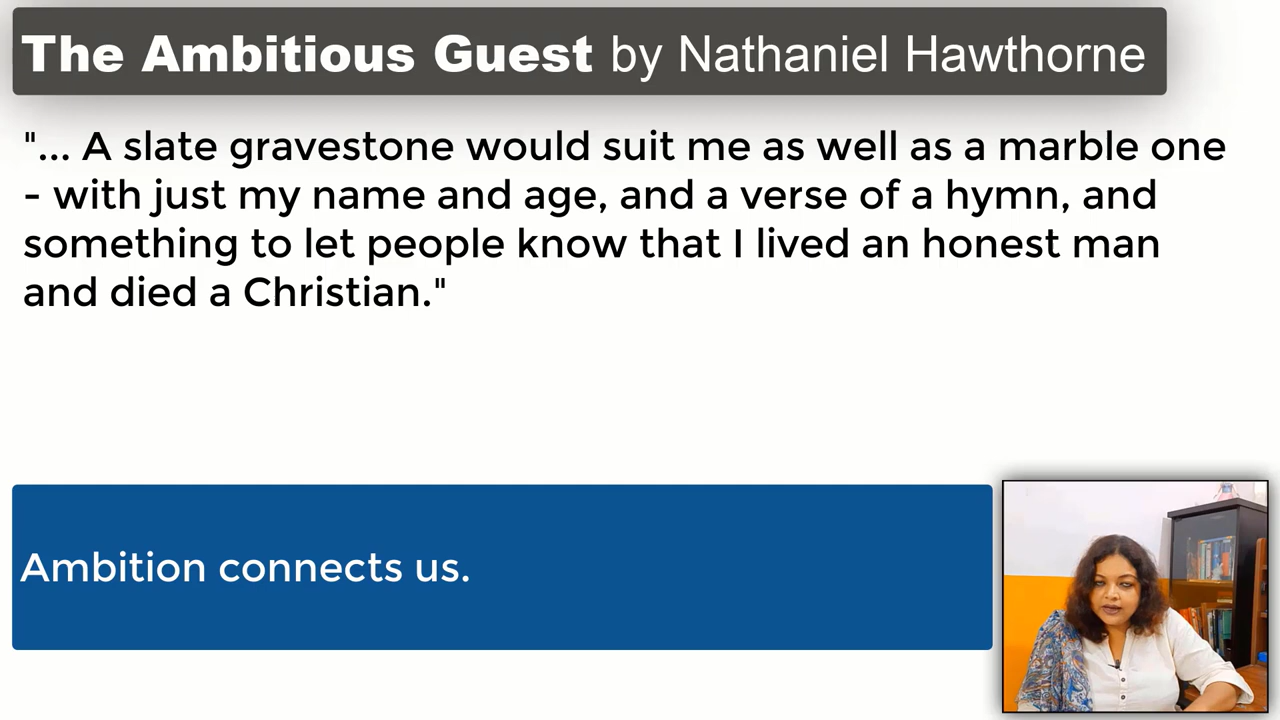 The Ambitious Guest by Nathaniel Hawthorne
"... A slate gravestone would suit me as well as a marble one
- with just my name and age, and a verse of a hymn, and
something to let people know that I lived an honest man
and died a Christian."
Ambition connects us.